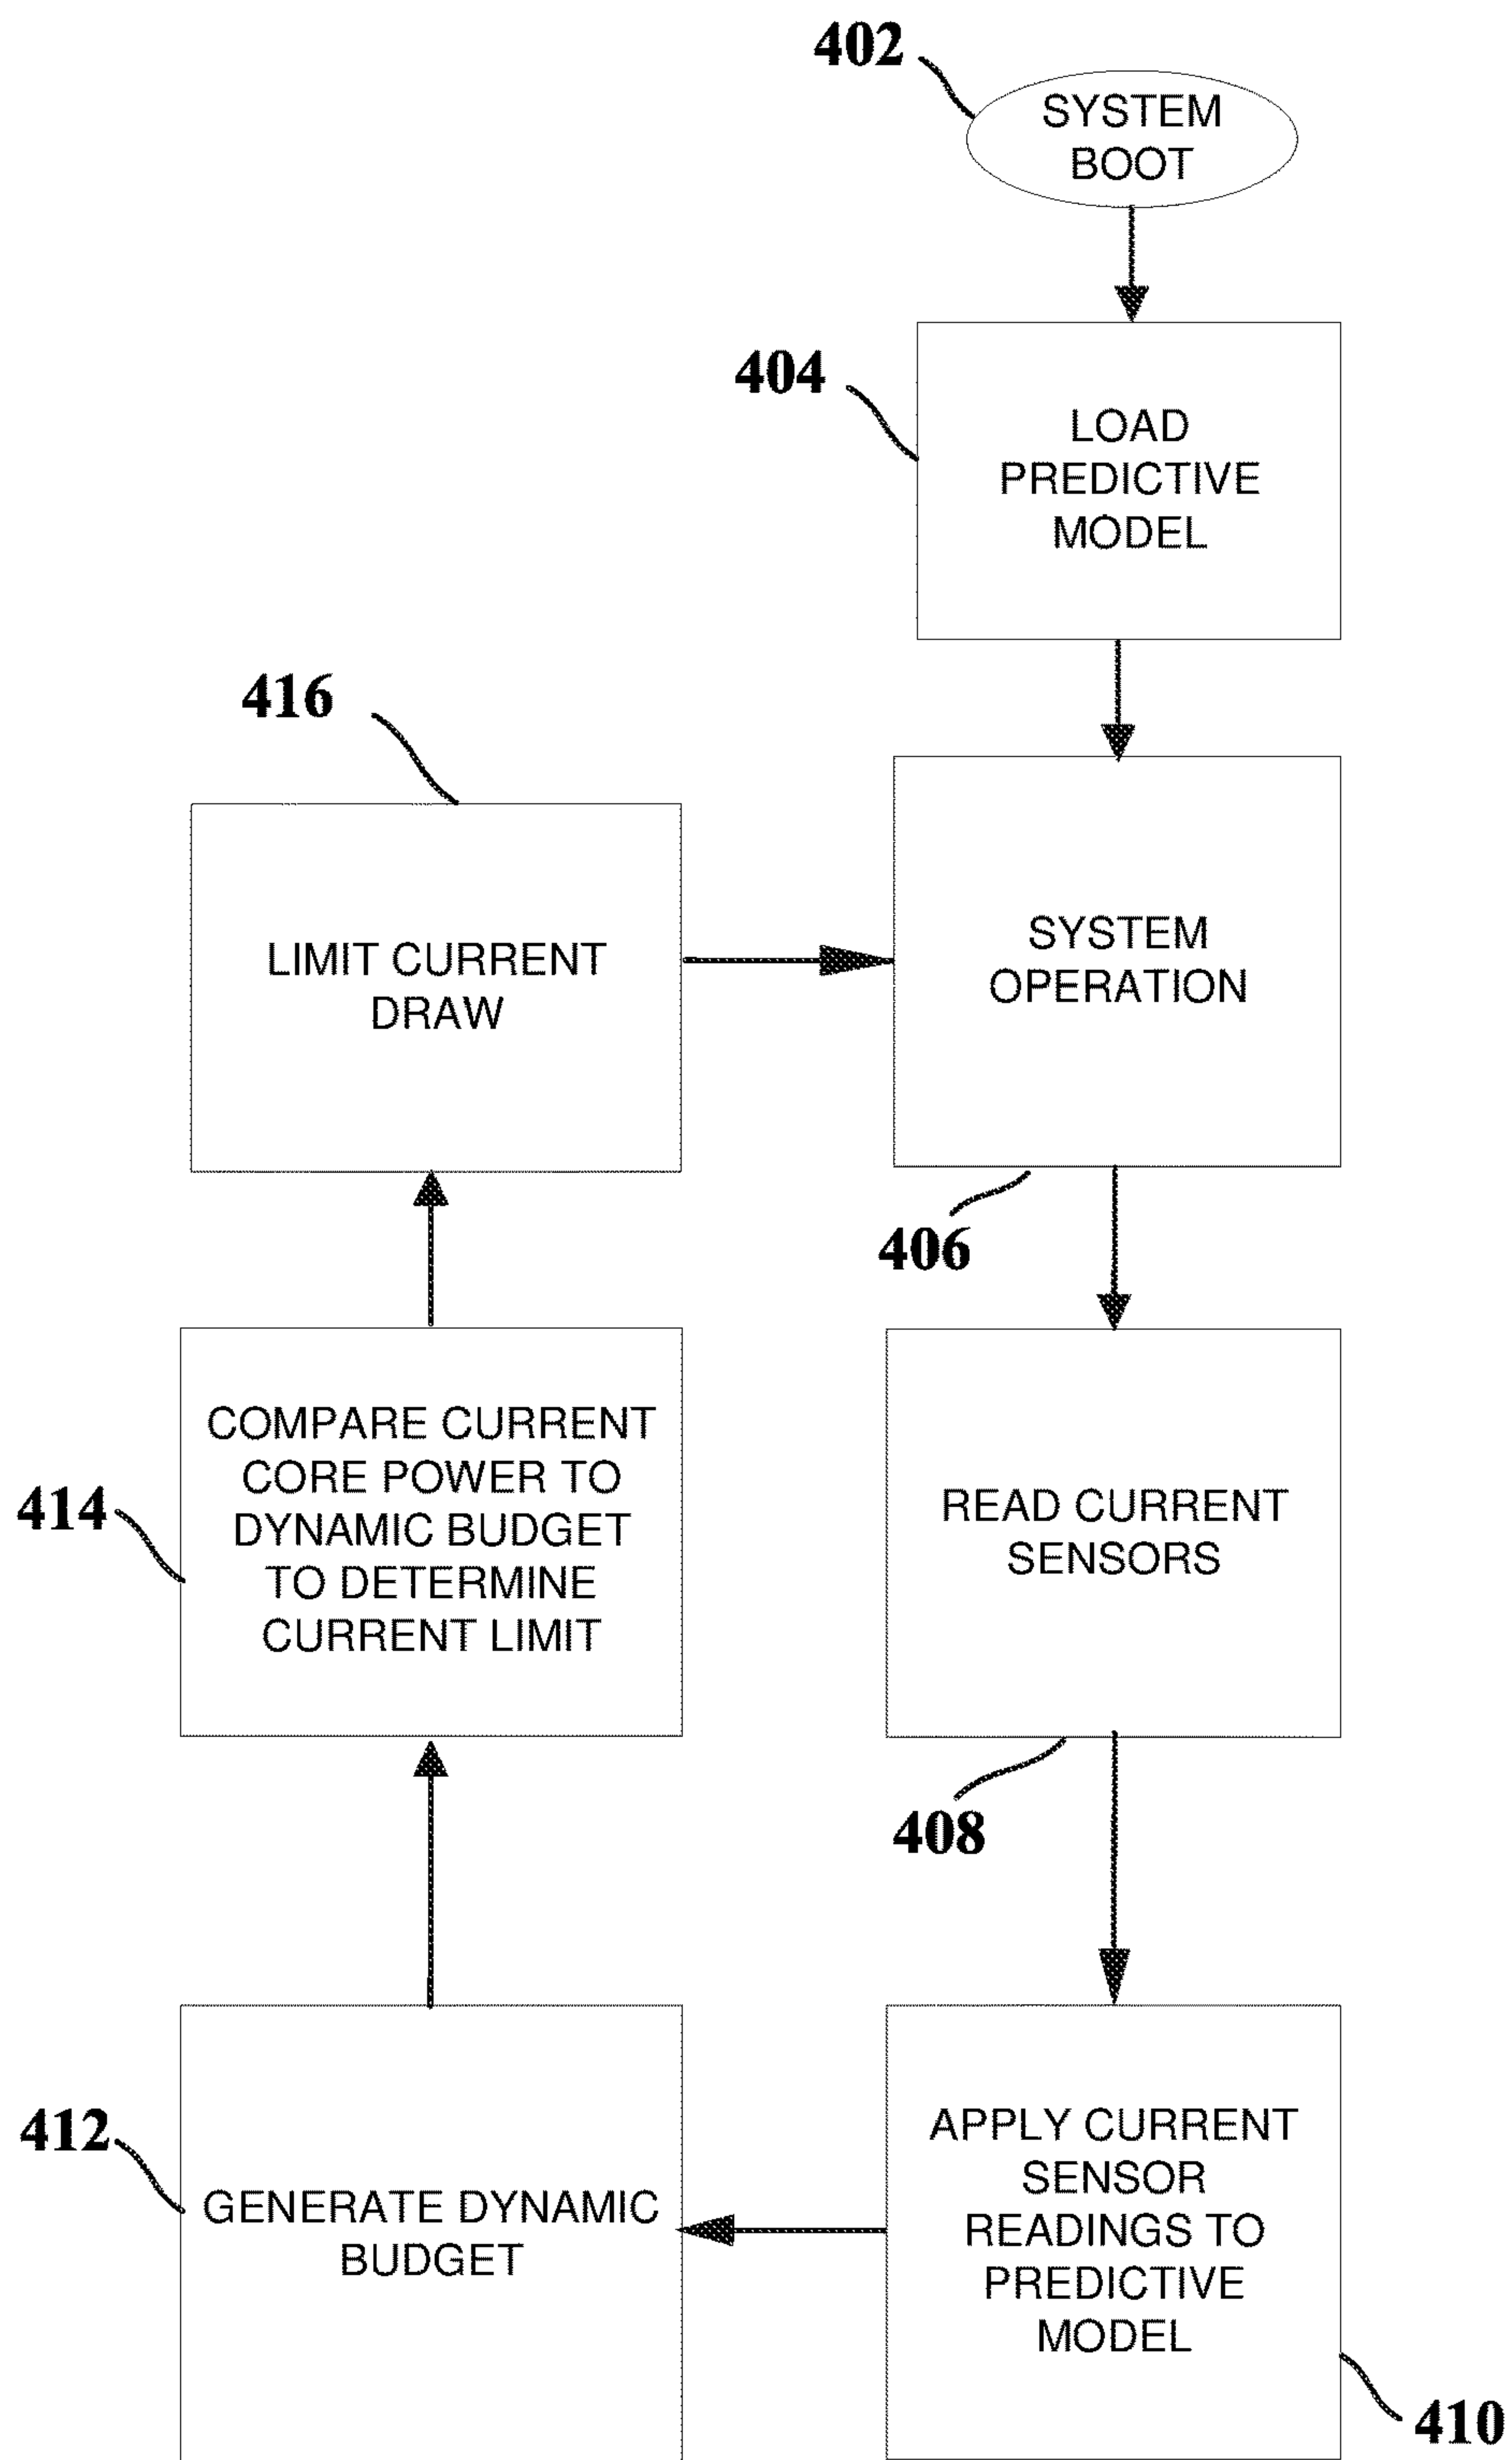 402
SYSTEM
BOOT
404
LOAD
PREDICTIVE
MODEL
416
LIMIT CURRENT
DRAW
SYSTEM
OPERATION
406
414
COMPARE CURRENT
CORE POWER TO
DYNAMIC BUDGET
TO DETERMINE
CURRENT LIMIT
READ CURRENT
SENSORS
408
412
GENERATE DYNAMIC
BUDGET
APPLY CURRENT
SENSOR
READINGS TO
PREDICTIVE
MODEL
410